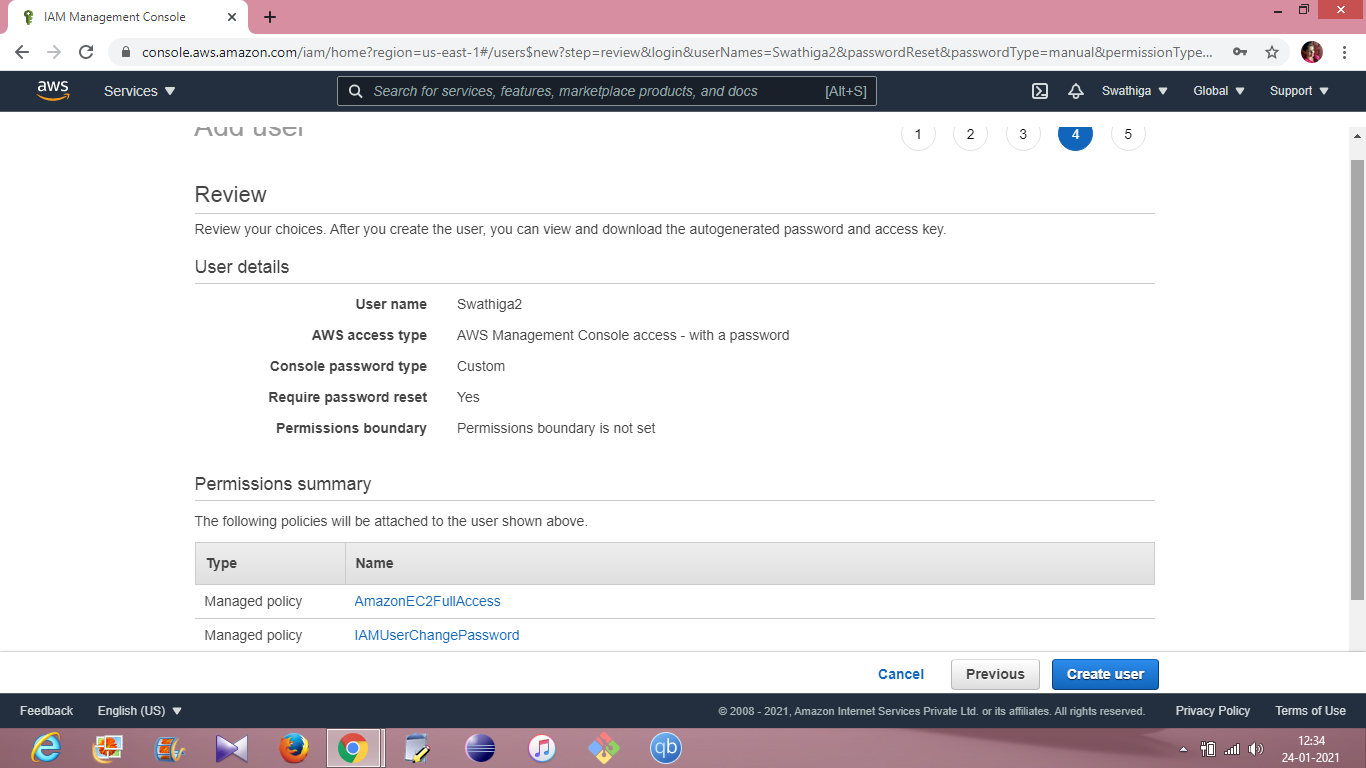 IAM Management Console
console.aws.amazon.com/iam/home?region=us-east-1#/users$new?step=review&login&userNames=Swathiga2&passwordReset&passwordType=manual&permissionType...
aws Services Search for services, features, marketplace products, and docs [Alt+S] Swathiga Global Support
Add user 1 2 3 4 5
Review
Review your choices. After you create the user, you can view and download the autogenerated password and access key.
User details
User name Swathiga2
AWS access type AWS Management Console access - with a password
Console password type Custom
Require password reset Yes
Permissions boundary Permissions boundary is not set
Permissions summary
The following policies will be attached to the user shown above.
Type Name
Managed policy AmazonEC2FullAccess
Managed policy IAMUserChangePassword
Cancel Previous Create user
Feedback English (US) © 2008 - 2021, Amazon Internet Services Private Ltd. or its affiliates. All rights reserved. Privacy Policy Terms of Use
qb 12:34
24-01-2021